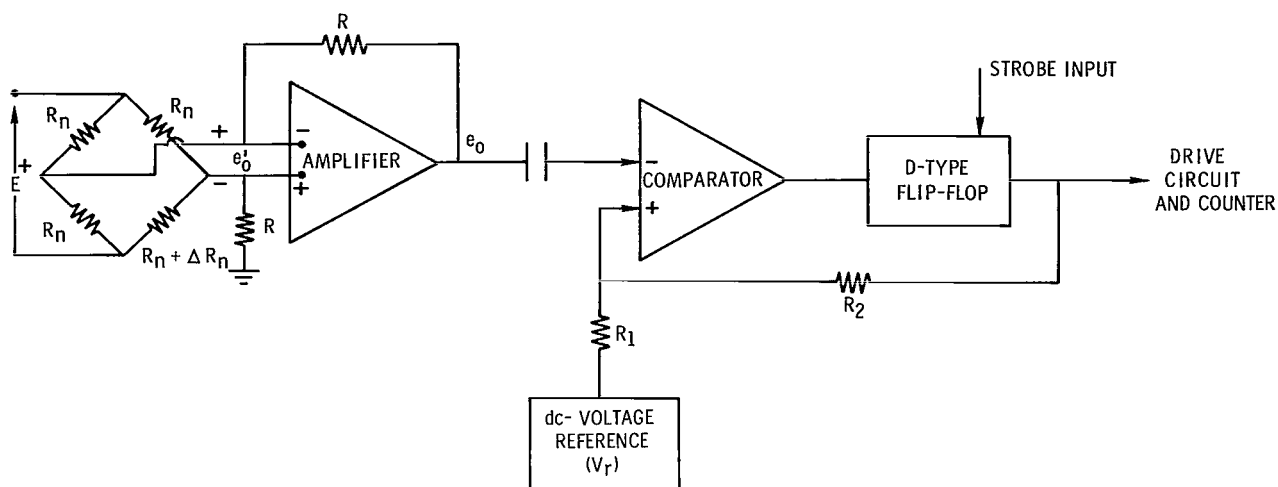 R
STROBE INPUT
Rn
Rn
+
−
e'o
−
+
AMPLIFIER
eo
−
+
COMPARATOR
D-TYPE
FLIP-FLOP
DRIVE
CIRCUIT
AND COUNTER
+
E
Rn
Rn + Δ Rn
R
R2
R1
dc- VOLTAGE
REFERENCE
(Vr)